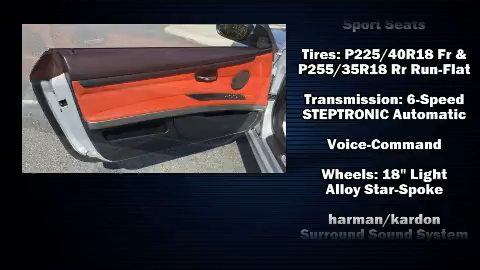 Sport Seats
Tires: P225/40R18 Fr &
P255/35R18 Rr Run-Flat
Transmission: 6-Speed
STEPTRONIC Automatic
Voice-Command
Wheels: 18" Light
Alloy Star-Spoke
harman/kardon
Surround Sound System